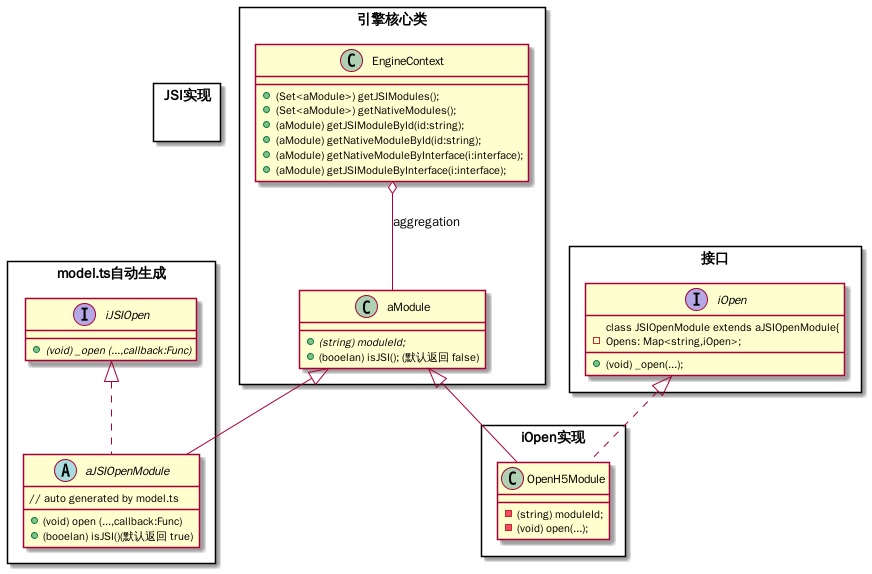 引擎核心类
C EngineContext
(Set<aModule>) getJSIModules();
(Set<aModule>) getNativeModules();
(aModule) getJSIModuleById(id:string);
(aModule) getNativeModuleById(id:string);
(aModule) getNativeModuleByInterface(i:interface);
(aModule) getJSIModuleByInterface(i:interface);
JSI实现
aggregation
C aModule
(string) moduleId;
(booelan) isJSI(); (默认返回 false)
model.ts自动生成
I iJSIOpen
(void) _open (...,callback:Func)
A aJSIOpenModule
// auto generated by model.ts
(void) open (...,callback:Func)
(booelan) isJSI()(默认返回 true)
接口
I iOpen
class JSIOpenModule extends aJSIOpenModule{
Opens: Map<string,iOpen>;
(void) _open(...);
iOpen实现
C OpenH5Module
(string) moduleId;
(void) open(...);